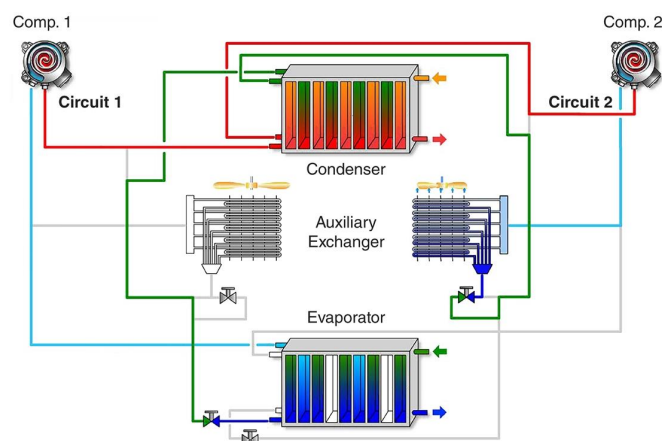 Comp. 1
Comp. 2
Circuit 1
Circuit 2
Condenser
Auxiliary
Exchanger
Evaporator